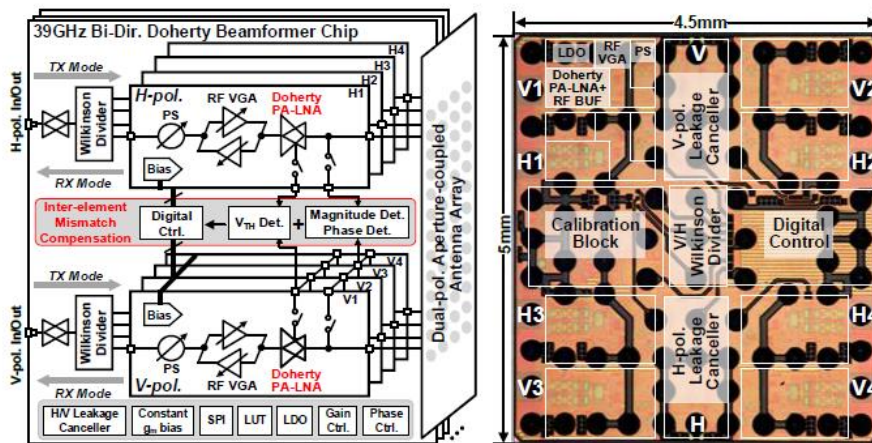 39GHz Bi-Dir. Doherty Beamformer Chip
H4
H3
H2
H1
TX Mode
H-pol.
RF VGA
Doherty
PA-LNA
H-pol. In/Out
Wilkinson
Divider
PS
RX Mode
Bias
Inter-element
Mismatch
Compensation
Digital
Ctrl.
VTH Det.
+
Magnitude Det.
Phase Det.
TX Mode
V4
V3
V2
V1
Bias
V-pol. In/Out
Wilkinson
Divider
PS
RF VGA
Doherty
PA-LNA
RX Mode
V-pol.
H/V Leakage
Canceller
Constant
gm bias
SPI
LUT
LDO
Gain
Ctrl.
Phase
Ctrl.
Dual-pol. Aperture-coupled
Antenna Array
4.5mm
5mm
LDO
RF
VGA
PS
V
V1
Doherty
PA-LNA+
RF BUF
V-pol.
Leakage
Canceller
V2
H1
H2
Calibration
Block
V/H
Wilkinson
Divider
Digital
Control
H3
H-pol.
Leakage
Canceller
H4
V3
V4
H